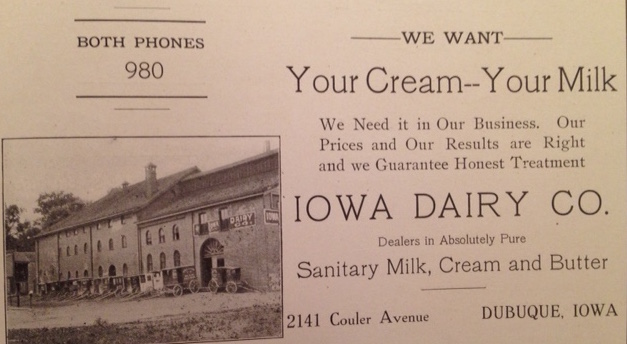 BOTH PHONES
980
WE WANT
Your Cream--Your Milk
We Need it in Our Business. Our
Prices and Our Results are Right
and we Guarantee Honest Treatment
IOWA DAIRY CO.
Dealers in Absolutely Pure
Sanitary Milk, Cream and Butter
2141 Couler Avenue
DUBUQUE, IOWA
DAIRY